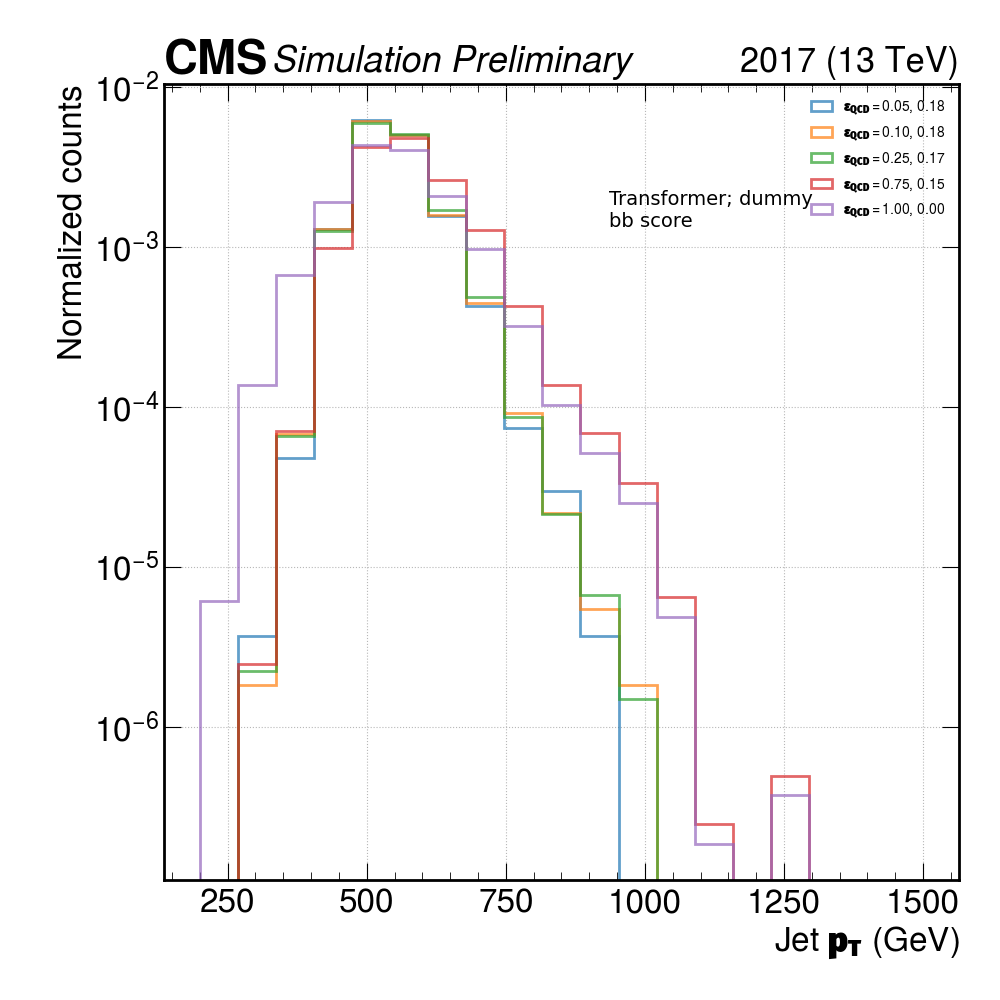 CMS Simulation Preliminary 2017 (13 TeV)
Normalized counts
10⁻²
10⁻³
10⁻⁴
10⁻⁵
10⁻⁶
ε_QCD = 0.05, 0.18
ε_QCD = 0.10, 0.18
ε_QCD = 0.25, 0.17
ε_QCD = 0.75, 0.15
ε_QCD = 1.00, 0.00
Transformer; dummy
bb score
250 500 750 1000 1250 1500
Jet p_T (GeV)